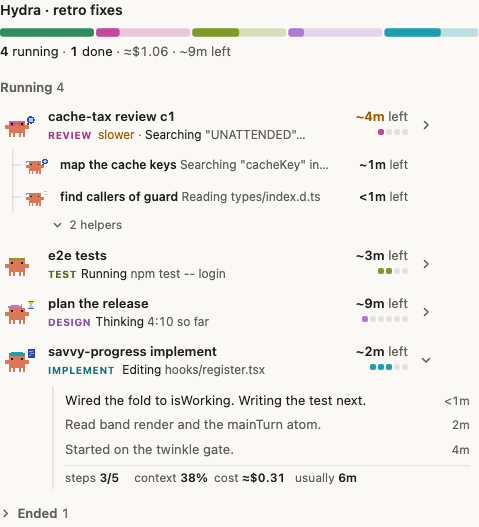 Hydra · retro fixes
4 running · 1 done · ≈$1.06 · ~9m left
Running 4
cache-tax review c1 ~4m left
REVIEW slower · Searching "UNATTENDED"...
map the cache keys Searching "cacheKey" in... ~1m left
find callers of guard Reading types/index.d.ts <1m left
2 helpers
e2e tests ~3m left
TEST Running npm test -- login
plan the release ~9m left
DESIGN Thinking 4:10 so far
savvy-progress implement ~2m left
IMPLEMENT Editing hooks/register.tsx
Wired the fold to isWorking. Writing the test next. <1m
Read band render and the mainTurn atom. 2m
Started on the twinkle gate. 4m
steps 3/5 context 38% cost ≈$0.31 usually 6m
Ended 1